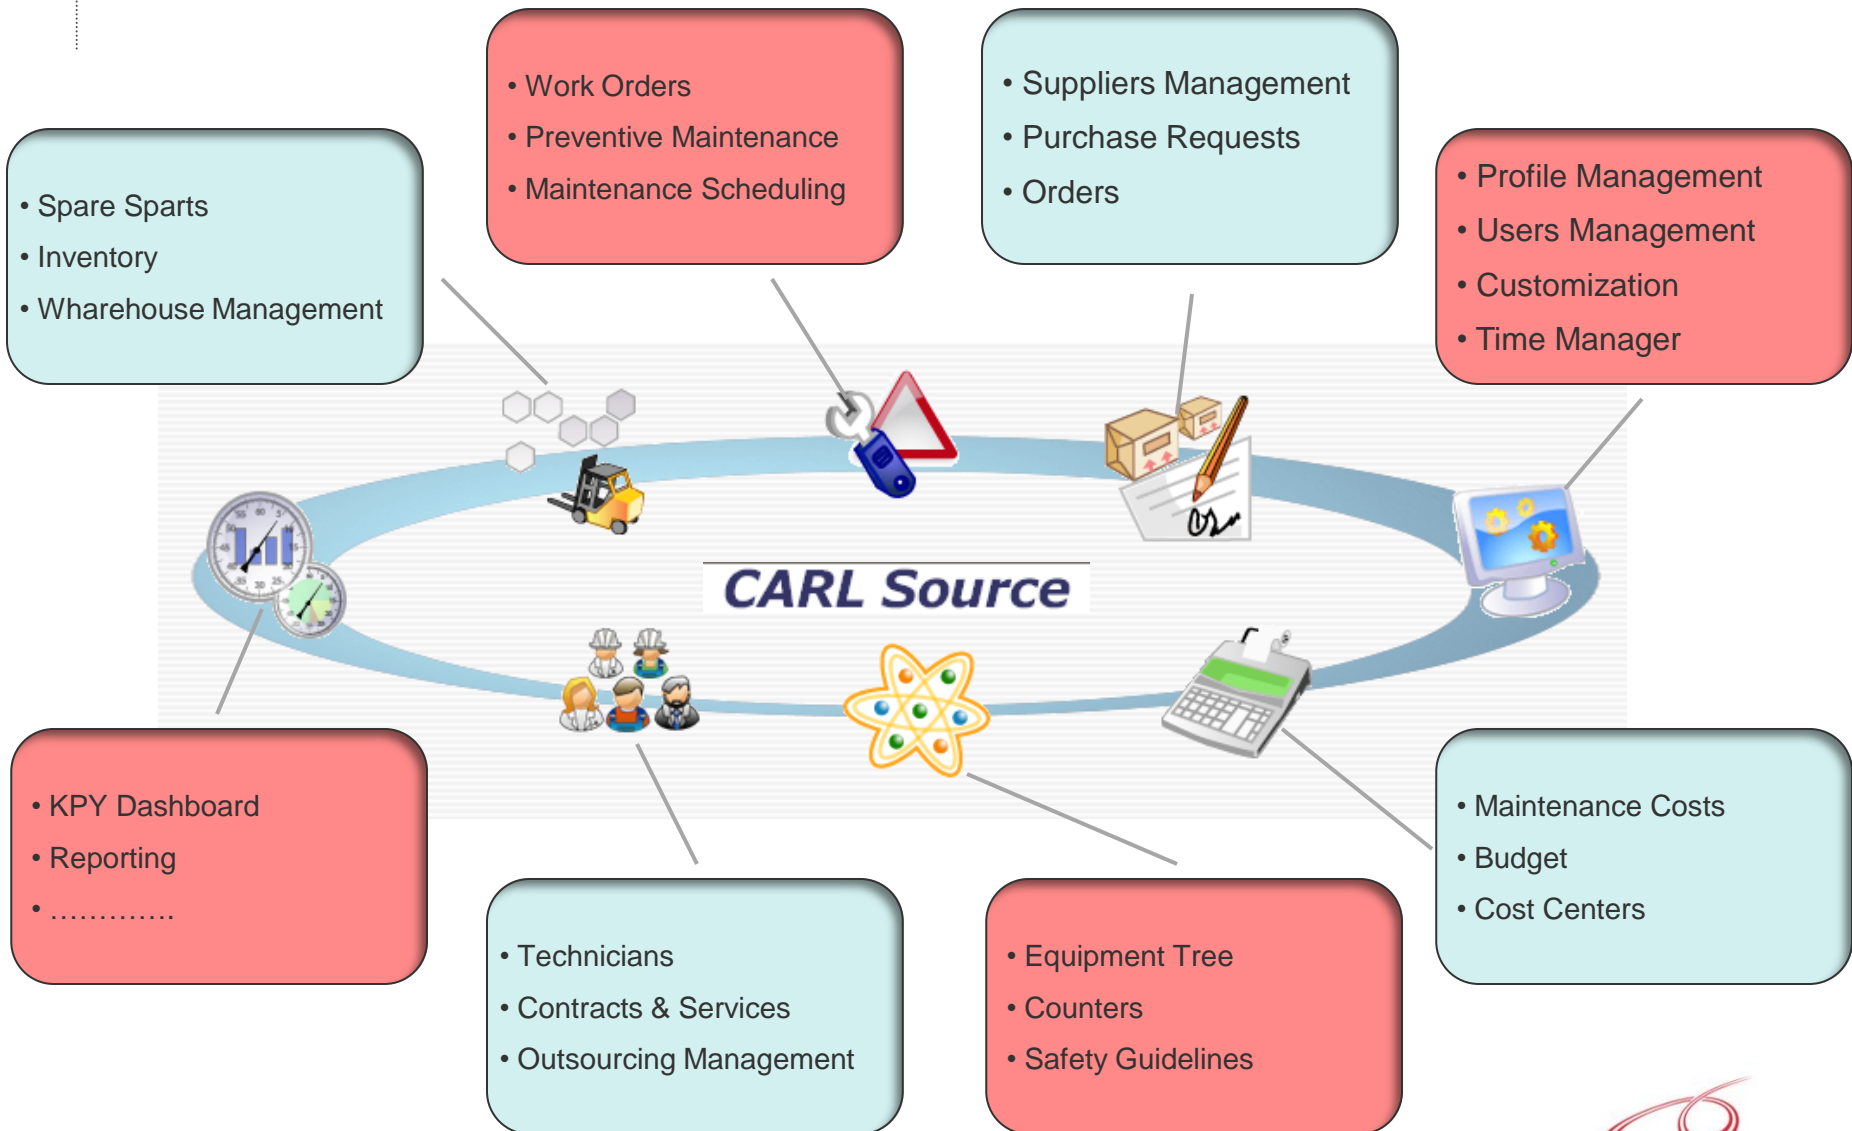 • Work Orders
• Preventive Maintenance
• Maintenance Scheduling
• Suppliers Management
• Purchase Requests
• Orders
• Spare Sparts
• Inventory
• Wharehouse Management
• Profile Management
• Users Management
• Customization
• Time Manager
CARL Source
• KPY Dashboard
• Reporting
• .............
• Technicians
• Contracts & Services
• Outsourcing Management
• Equipment Tree
• Counters
• Safety Guidelines
• Maintenance Costs
• Budget
• Cost Centers